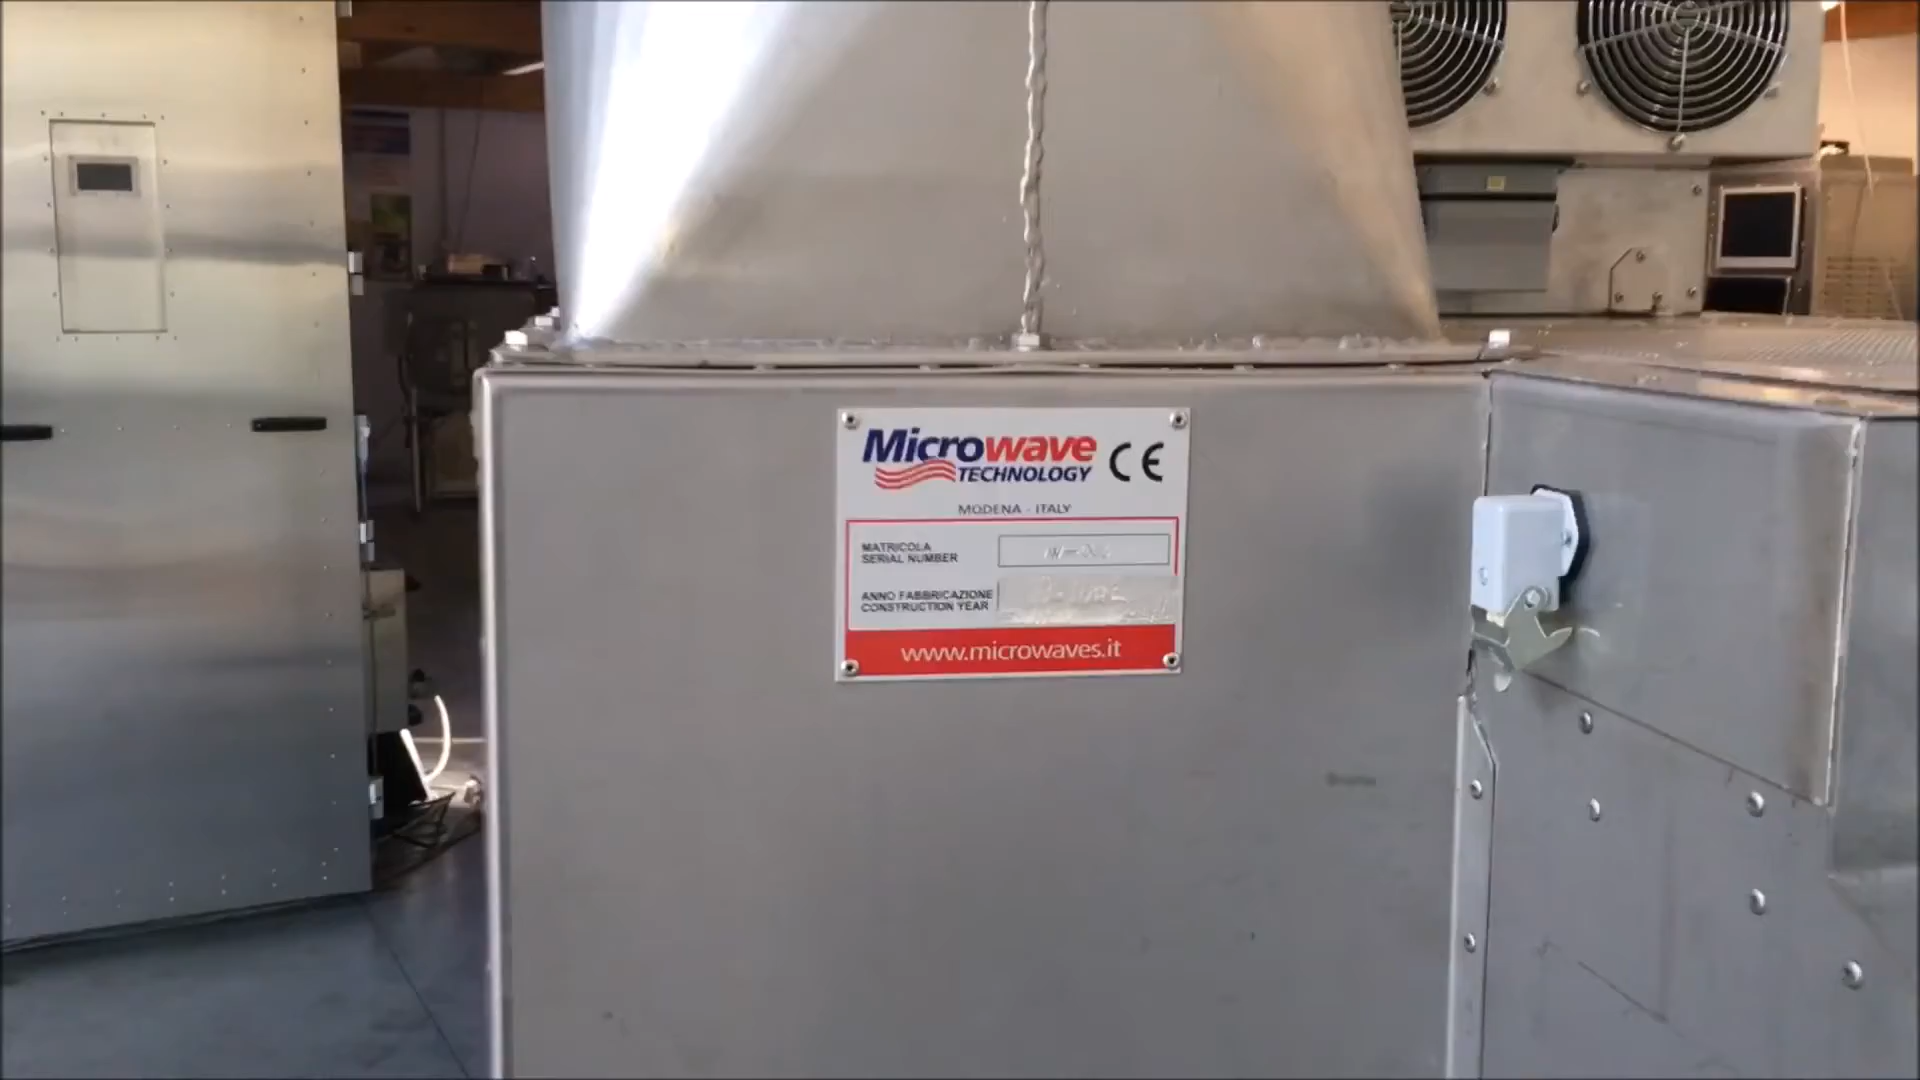 Microwave
TECHNOLOGY
CE
MODENA - ITALY
MATRICOLA
SERIAL NUMBER
ANNO FABBRICAZIONE
CONSTRUCTION YEAR
www.microwaves.it